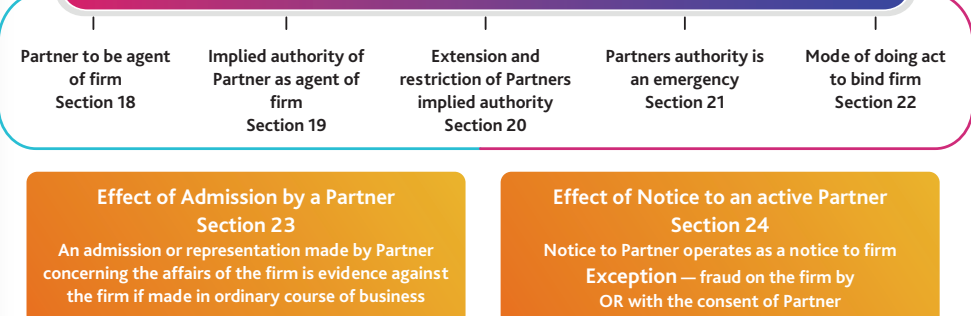 Partner to be agent
of firm
Section 18
Implied authority of
Partner as agent of
firm
Section 19
Extension and
restriction of Partners
implied authority
Section 20
Partners authority is
an emergency
Section 21
Mode of doing act
to bind firm
Section 22
Effect of Admission by a Partner
Section 23
An admission or representation made by Partner
concerning the affairs of the firm is evidence against
the firm if made in ordinary course of business
Effect of Notice to an active Partner
Section 24
Notice to Partner operates as a notice to firm
Exception — fraud on the firm by
OR with the consent of Partner